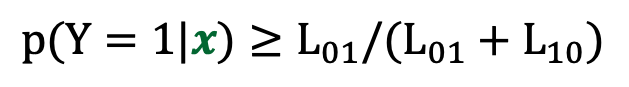 p(Y = 1|x) ≥ L₀₁/(L₀₁ + L₁₀)